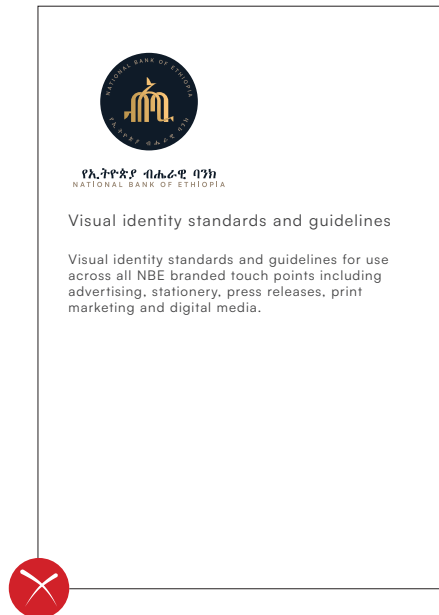 NATIONAL BANK OF ETHIOPIA
የኢትዮጵያ ብሔራዊ ባንክ
የኢትዮጵያ ብሔራዊ ባንክ
NATIONAL BANK OF ETHIOPIA
Visual identity standards and guidelines
Visual identity standards and guidelines for use
across all NBE branded touch points including
advertising, stationery, press releases, print
marketing and digital media.